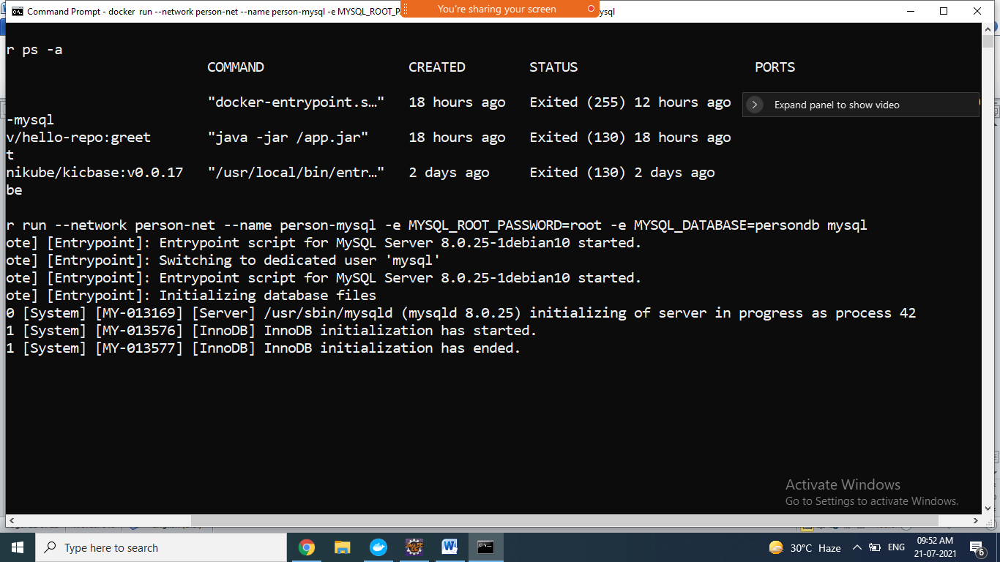 Command Prompt - docker run --network person-net --name person-mysql -e MYSQL_ROOT_P
You're sharing your screen
ysql
r ps -a
COMMAND CREATED STATUS PORTS
"docker-entrypoint.s…" 18 hours ago Exited (255) 12 hours ago
Expand panel to show video
-mysql
v/hello-repo:greet "java -jar /app.jar" 18 hours ago Exited (130) 18 hours ago
t
nikube/kicbase:v0.0.17 "/usr/local/bin/entr…" 2 days ago Exited (130) 2 days ago
be
r run --network person-net --name person-mysql -e MYSQL_ROOT_PASSWORD=root -e MYSQL_DATABASE=persondb mysql
ote] [Entrypoint]: Entrypoint script for MySQL Server 8.0.25-1debian10 started.
ote] [Entrypoint]: Switching to dedicated user 'mysql'
ote] [Entrypoint]: Entrypoint script for MySQL Server 8.0.25-1debian10 started.
ote] [Entrypoint]: Initializing database files
0 [System] [MY-013169] [Server] /usr/sbin/mysqld (mysqld 8.0.25) initializing of server in progress as process 42
1 [System] [MY-013576] [InnoDB] InnoDB initialization has started.
1 [System] [MY-013577] [InnoDB] InnoDB initialization has ended.
Activate Windows
Go to Settings to activate Windows.
Type here to search
30°C Haze
ENG
09:52 AM
21-07-2021
6